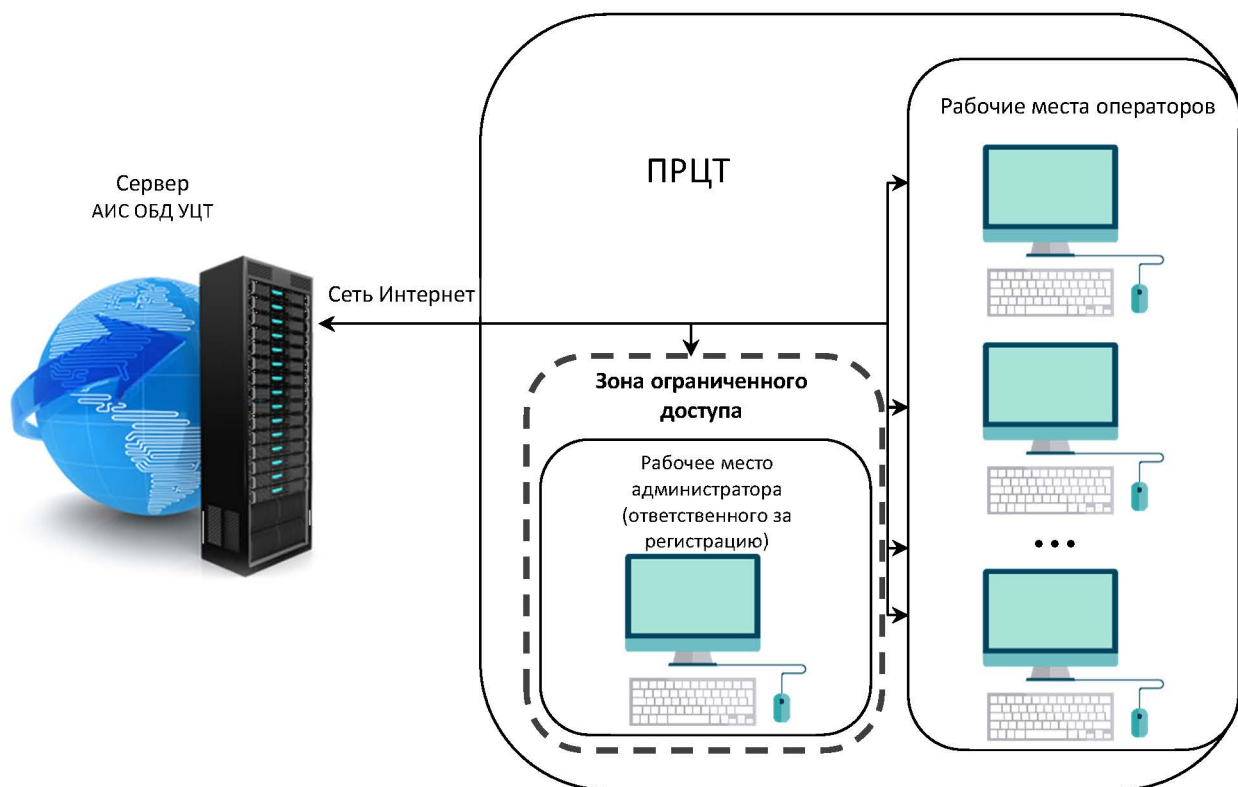 Сервер
АИС ОБД УЦТ
Сеть Интернет
ПРЦТ
Зона ограниченного
доступа
Рабочее место
администратора
(ответственного за
регистрацию)
Рабочие места операторов